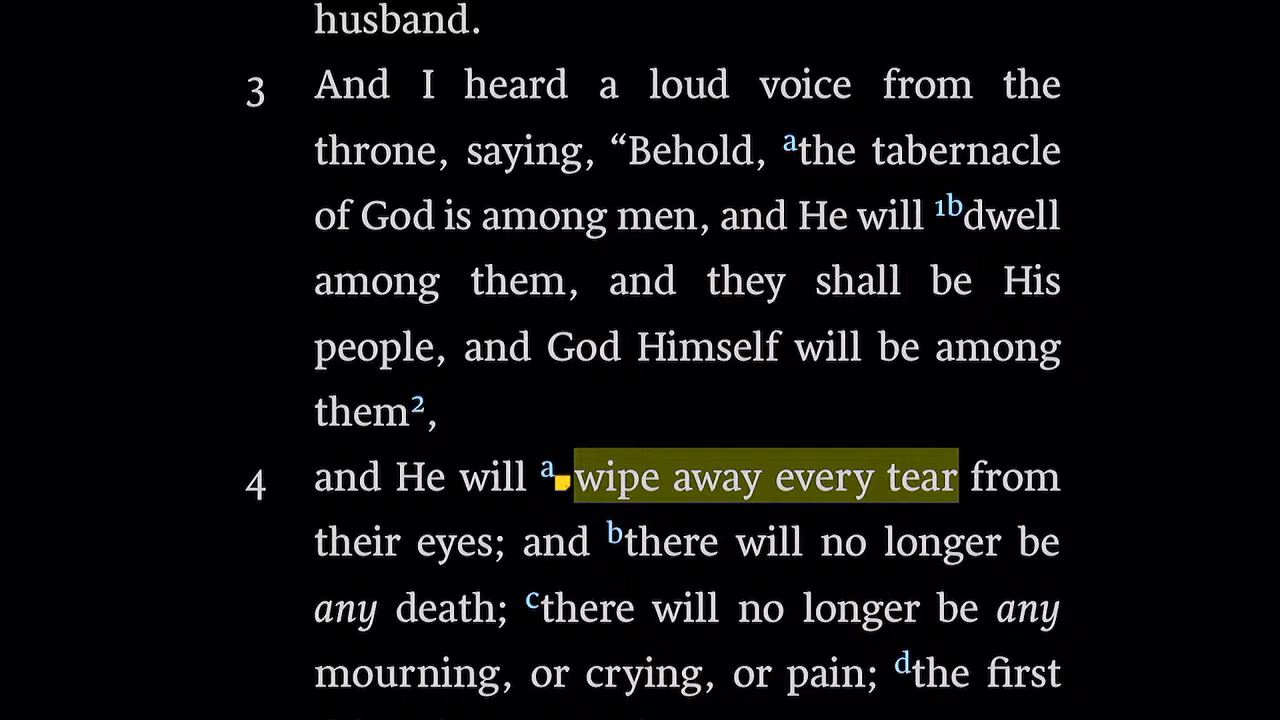 husband.
3 And I heard a loud voice from the
throne, saying, “Behold, ᵃthe tabernacle
of God is among men, and He will ¹ᵇdwell
among them, and they shall be His
people, and God Himself will be among
them²,
4 and He will ᵃ wipe away every tear from
their eyes; and ᵇthere will no longer be
any death; ᶜthere will no longer be any
mourning, or crying, or pain; ᵈthe first